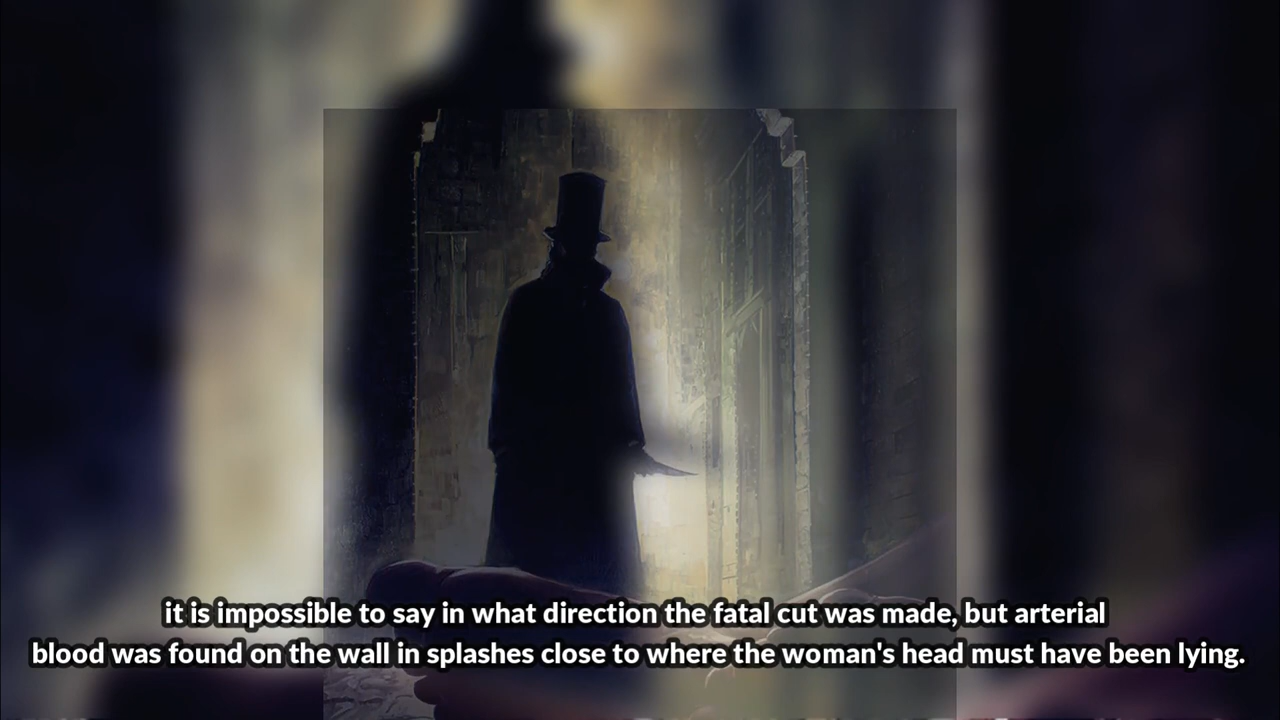 it is impossible to say in what direction the fatal cut was made, but arterial
blood was found on the wall in splashes close to where the woman's head must have been lying.